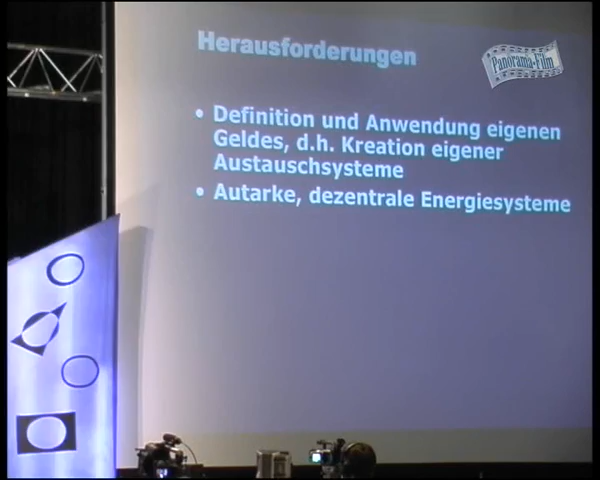 Herausforderungen
Panorama-Film
• Definition und Anwendung eigenen
Geldes, d.h. Kreation eigener
Austauschsysteme
• Autarke, dezentrale Energiesysteme